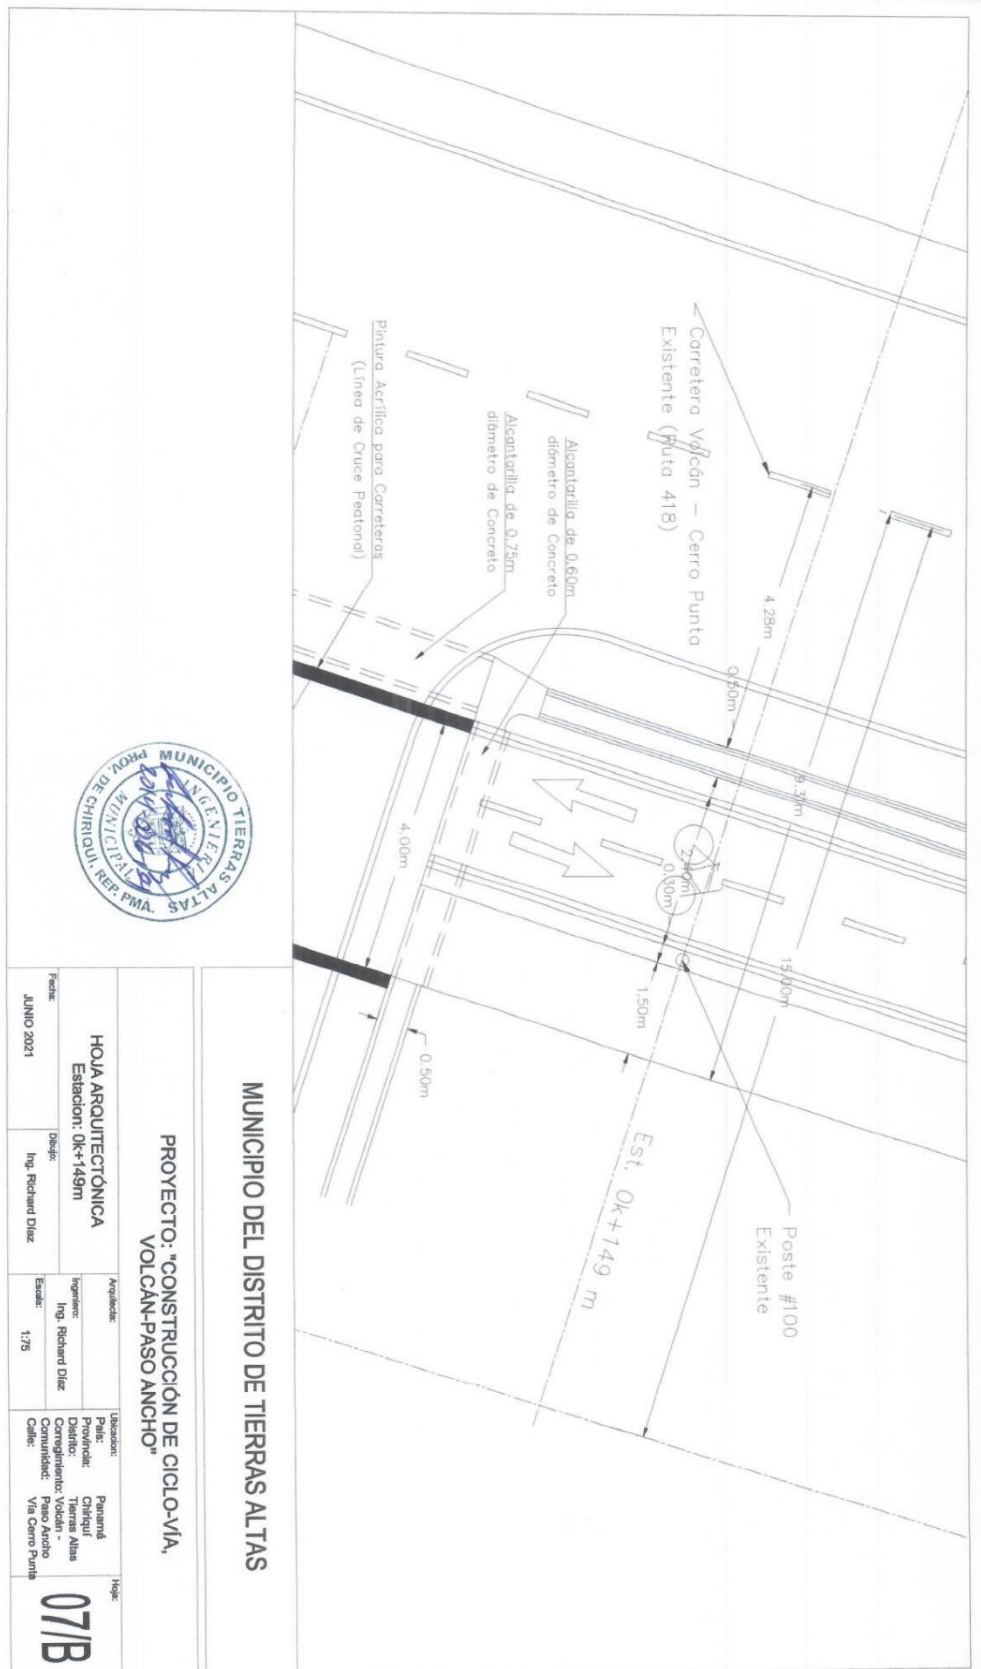 Carretera Volcán – Cerro Punta
Existente (Ruta 418)
4.28m
0.50m
9.31m
15.00m
2.40m
0.30m
1.50m
Poste #100
Existente
Est. 0k+149 m
Alcantarilla de 0.60m
diámetro de Concreto
Alcantarilla de 0.75m
diámetro de Concreto
Pintura Acrílica para Carreteras
(Línea de Cruce Peatonal)
4.00m
0.50m
MUNICIPIO TIERRAS ALTAS
INGENIERÍA
MUNICIPAL
PROV. DE CHIRIQUI, REP. PMA.
MUNICIPIO DEL DISTRITO DE TIERRAS ALTAS
PROYECTO: "CONSTRUCCIÓN DE CICLO-VÍA,
VOLCÁN-PASO ANCHO"
HOJA ARQUITECTÓNICA
Estacion: 0k+149m
Fecha:
JUNIO 2021
Dibujo:
Ing. Richard Díaz
Arquitecto:
Ingeniero:
Ing. Richard Díaz
Escala:
1:75
Ubicacion:
País: Panamá
Provincia: Chiriquí
Distrito: Tierras Altas
Corregimiento: Volcán -
Comunidad: Paso Ancho
Calle: Vía Cerro Punta
Hoja:
07/B